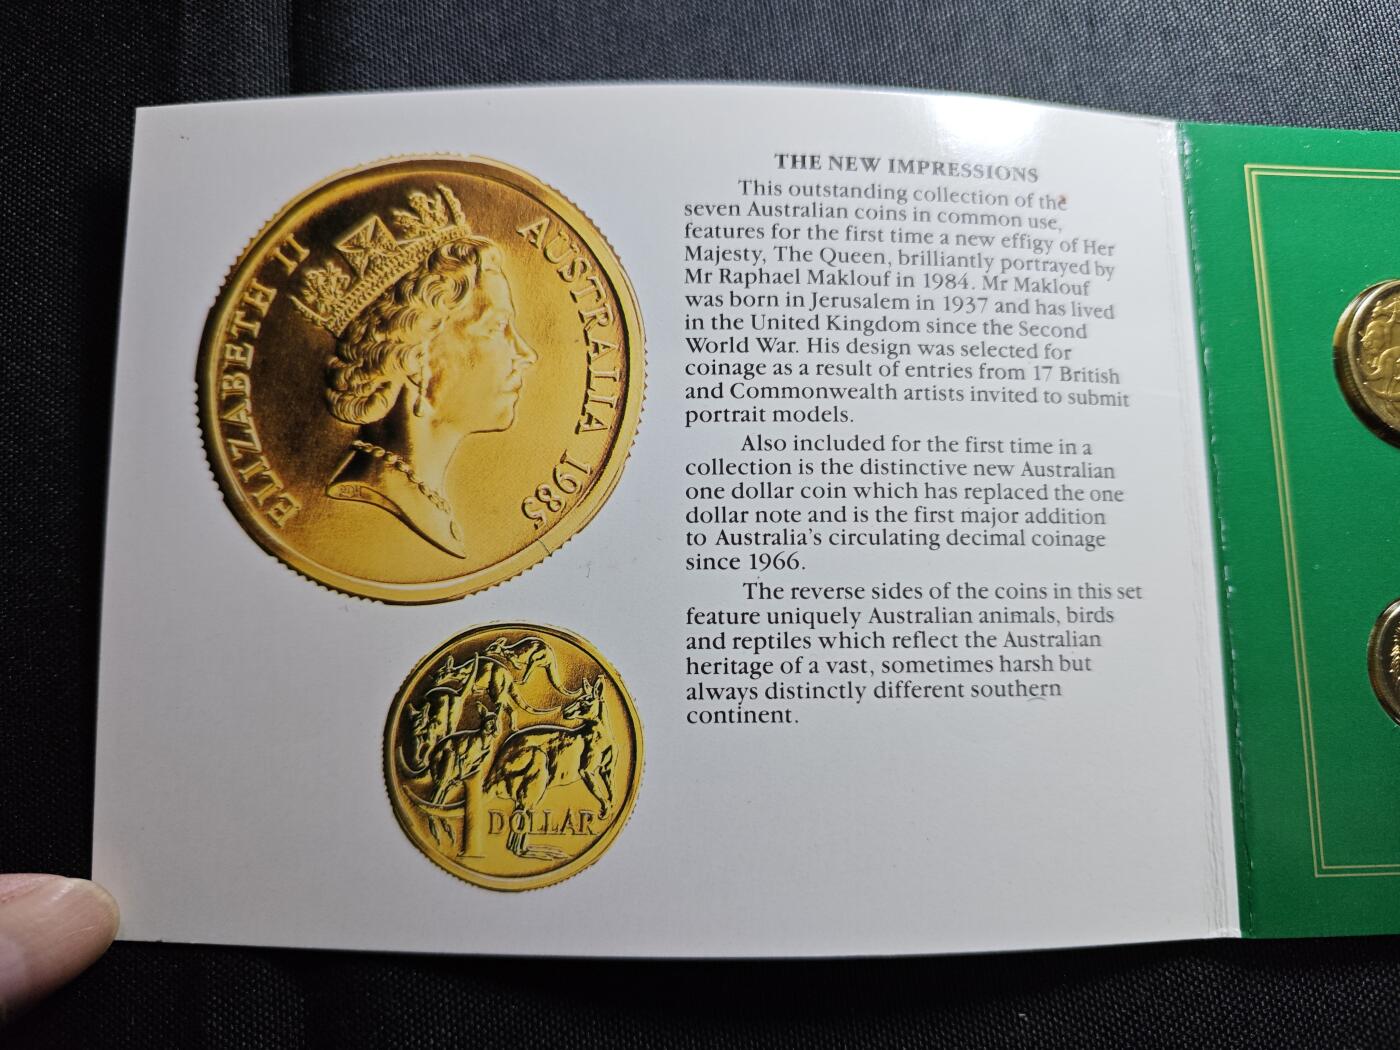 ELIZABETH II
AUSTRALIA 1985
1 DOLLAR
THE NEW IMPRESSIONS
This outstanding collection of the
seven Australian coins in common use,
features for the first time a new effigy of Her
Majesty, The Queen, brilliantly portrayed by
Mr Raphael Maklouf in 1984. Mr Maklouf
was born in Jerusalem in 1937 and has lived
in the United Kingdom since the Second
World War. His design was selected for
coinage as a result of entries from 17 British
and Commonwealth artists invited to submit
portrait models.
Also included for the first time in a
collection is the distinctive new Australian
one dollar coin which has replaced the one
dollar note and is the first major addition
to Australia's circulating decimal coinage
since 1966.
The reverse sides of the coins in this set
feature uniquely Australian animals, birds
and reptiles which reflect the Australian
heritage of a vast, sometimes harsh but
always distinctly different southern
continent.